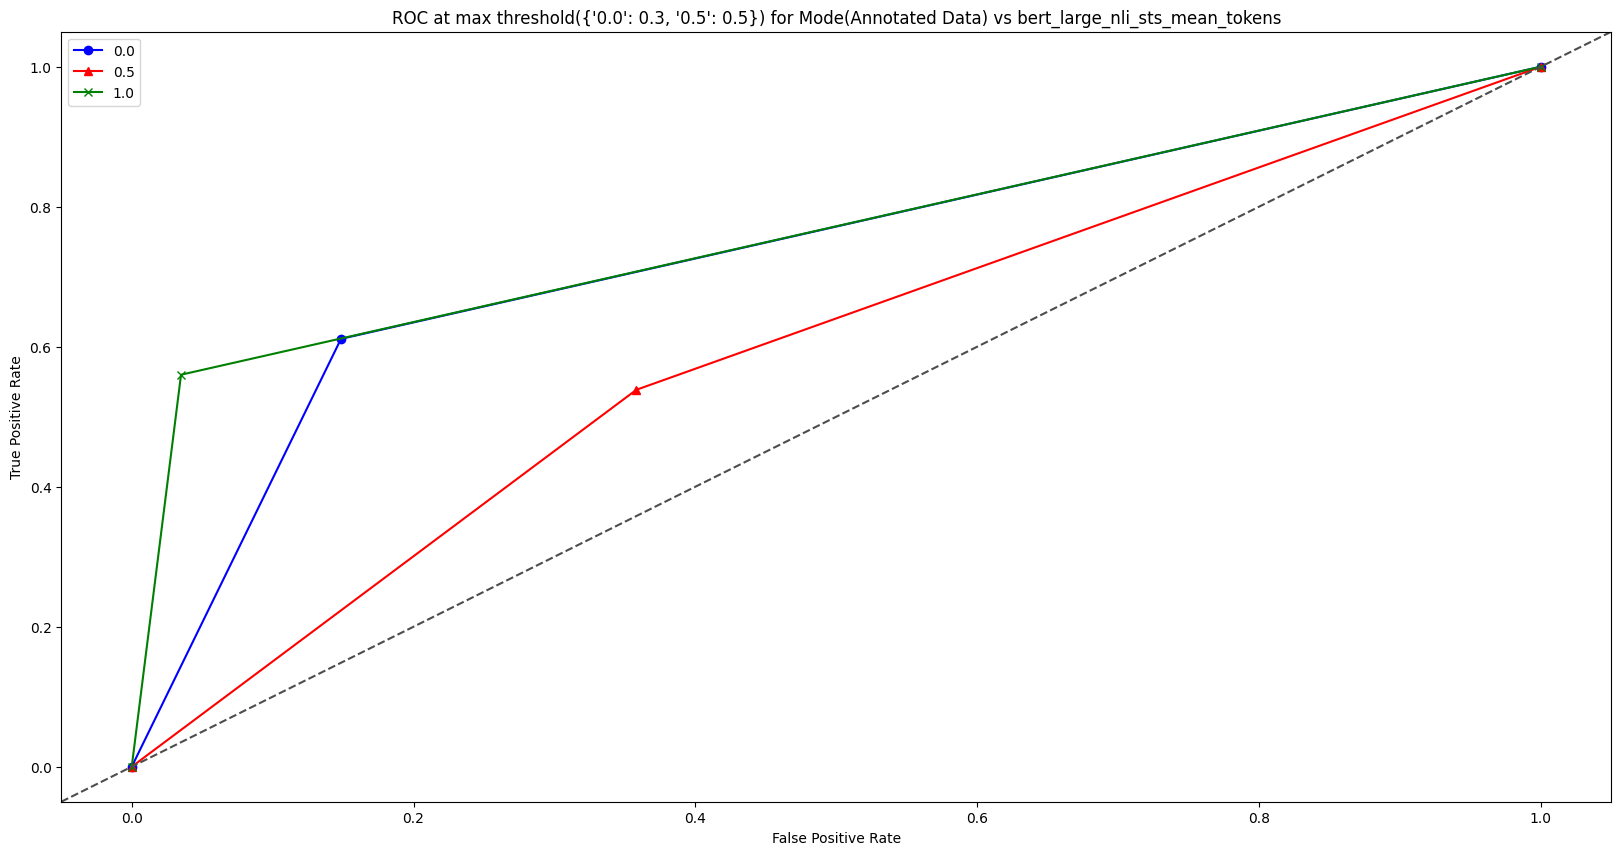 ROC at max threshold({'0.0': 0.3, '0.5': 0.5}) for Mode(Annotated Data) vs bert_large_nli_sts_mean_tokens
0.0
0.5
1.0
1.0
0.8
0.6
0.4
0.2
0.0
True Positive Rate
0.0 0.2 0.4 0.6 0.8 1.0
False Positive Rate